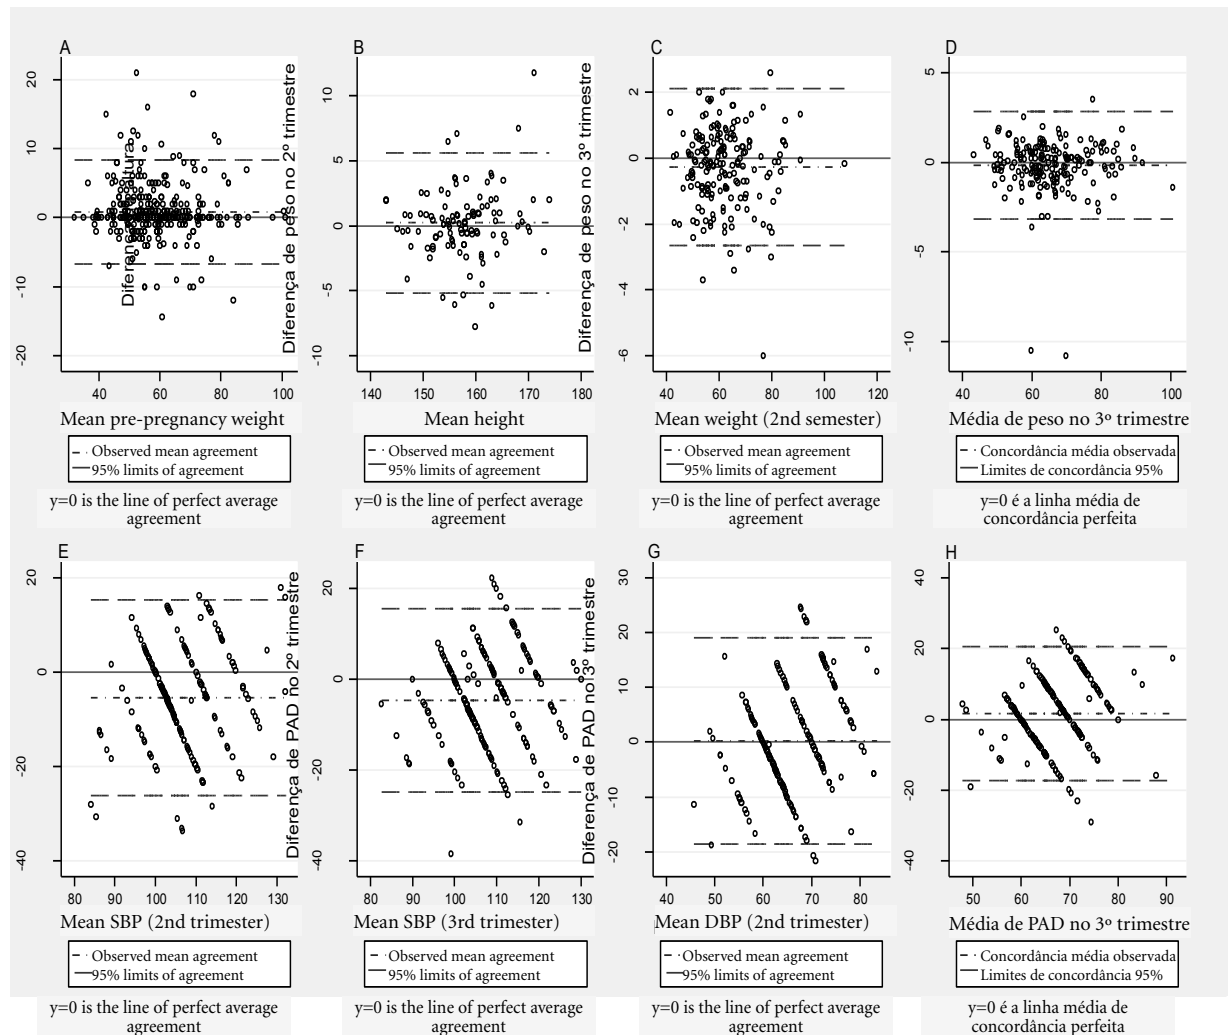 A
20
10
0
-10
-20
Diferença de altura
40
60
80
100
Mean pre-pregnancy weight
Observed mean agreement
95% limits of agreement
y=0 is the line of perfect average
agreement
B
Diferença de peso no 2º trimestre
10
5
0
-5
-10
140
150
160
170
180
Mean height
Observed mean agreement
95% limits of agreement
y=0 is the line of perfect average
agreement
C
Diferença de peso no 3º trimestre
2
0
-2
-4
-6
40
60
80
100
120
Mean weight (2nd semester)
Observed mean agreement
95% limits of agreement
y=0 is the line of perfect average
agreement
D
5
0
-5
-10
40
60
80
100
Média de peso no 3º trimestre
Concordância média observada
Limites de concordância 95%
y=0 é a linha média de
concordância perfeita
E
20
0
-20
-40
80
90
100
110
120
130
Mean SBP (2nd trimester)
Observed mean agreement
95% limits of agreement
y=0 is the line of perfect average
agreement
F
Diferença de PAD no 2º trimestre
20
0
-20
-40
80
90
100
110
120
130
Mean SBP (3rd trimester)
Observed mean agreement
95% limits of agreement
y=0 is the line of perfect average
agreement
G
Diferença de PAD no 3º trimestre
30
20
10
0
-10
-20
40
50
60
70
80
90
Mean DBP (2nd trimester)
Observed mean agreement
95% limits of agreement
y=0 is the line of perfect average
agreement
H
40
20
0
-20
-40
50
60
70
80
90
Média de PAD no 3º trimestre
Concordância média observada
Limites de concordância 95%
y=0 é a linha média de
concordância perfeita